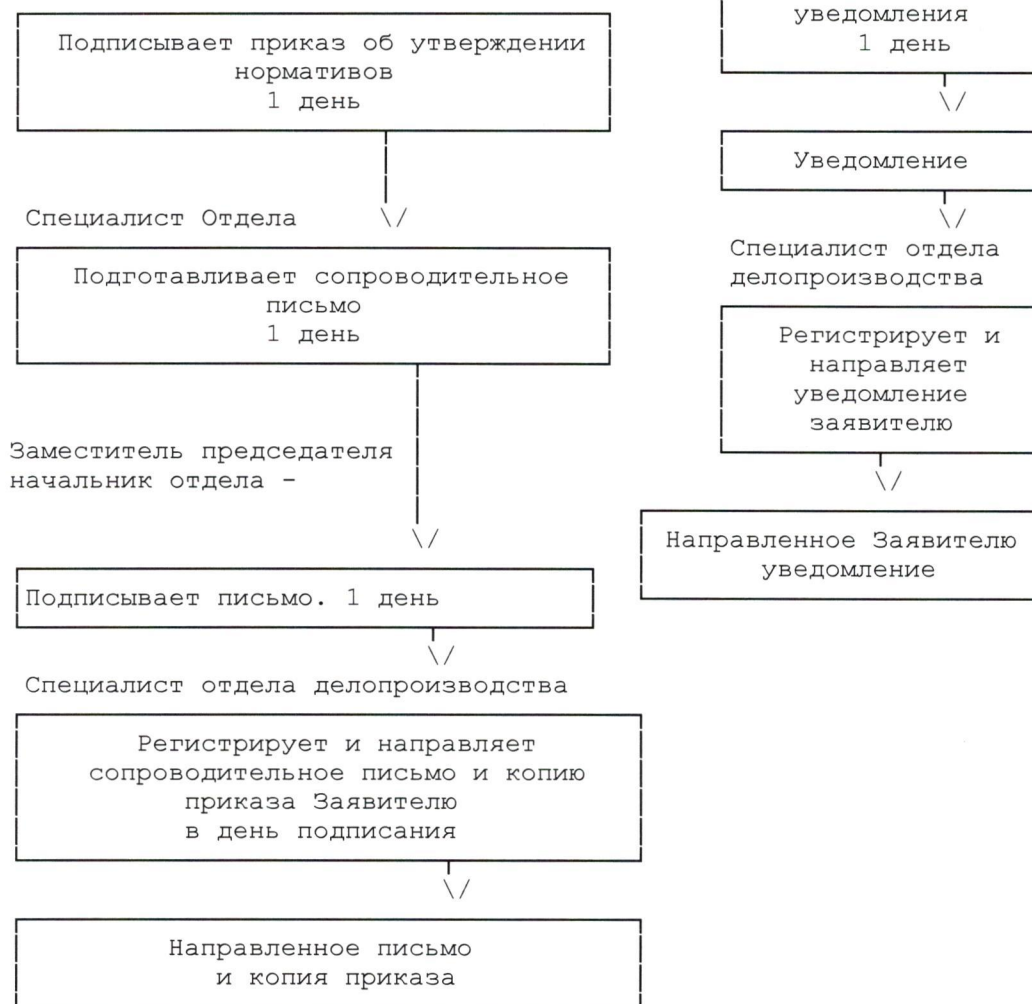 Подписывает приказ об утверждении
нормативов
1 день
Специалист Отдела
Подготавливает сопроводительное
письмо
1 день
Заместитель председателя
начальник отдела -
Подписывает письмо. 1 день
Специалист отдела делопроизводства
Регистрирует и направляет
сопроводительное письмо и копию
приказа Заявителю
в день подписания
Направленное письмо
и копия приказа
уведомления
1 день
Уведомление
Специалист отдела
делопроизводства
Регистрирует и
направляет
уведомление
заявителю
Направленное Заявителю
уведомление